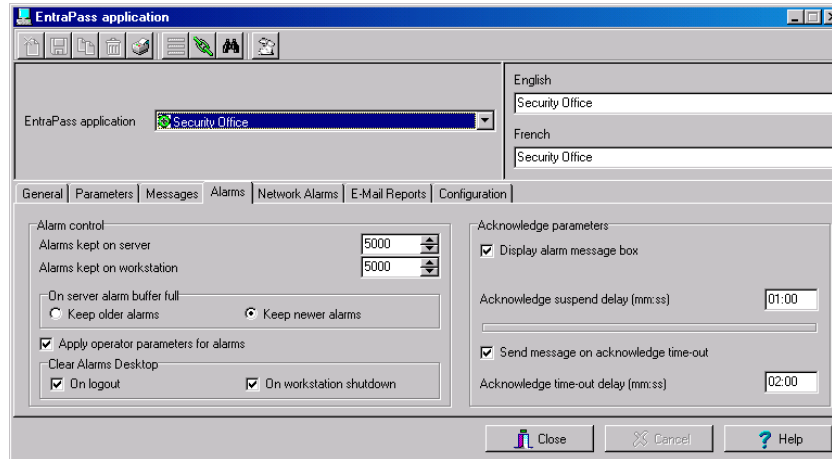 EntraPass application
English
Security Office
EntraPass application
Security Office
French
Security Office
General
Parameters
Messages
Alarms
Network Alarms
E-Mail Reports
Configuration
Alarm control
Alarms kept on server
5000
Alarms kept on workstation
5000
On server alarm buffer full
Keep older alarms
Keep newer alarms
Apply operator parameters for alarms
Clear Alarms Desktop
On logout
On workstation shutdown
Acknowledge parameters
Display alarm message box
Acknowledge suspend delay (mm:ss)
01:00
Send message on acknowledge time-out
Acknowledge time-out delay (mm:ss)
02:00
Close
Cancel
? Help